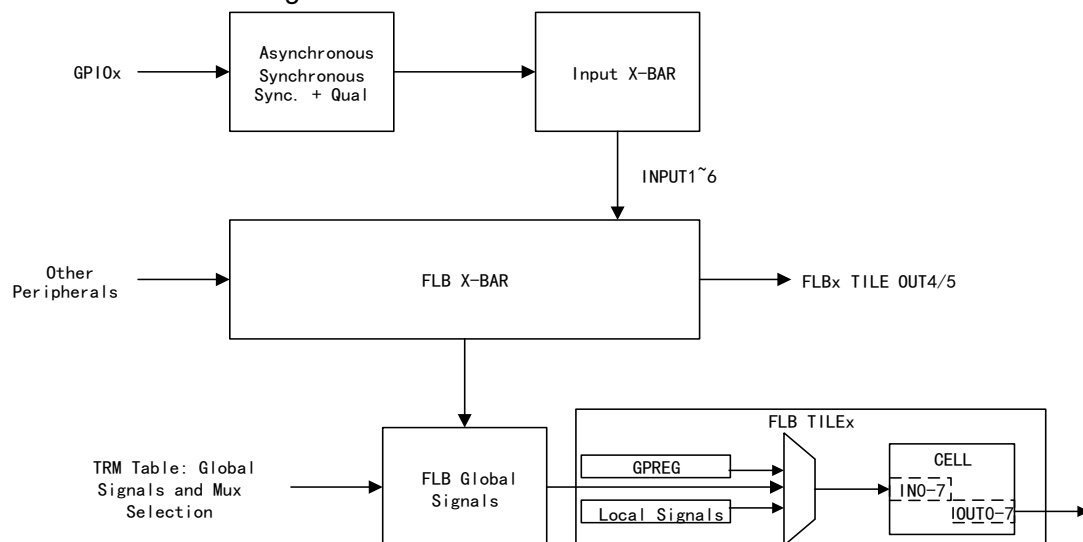 Asynchronous
GPIOx
Synchronous
Sync. + Qual
Input X-BAR
INPUT1~6
Other
Peripherals
FLB X-BAR
FLBx TILE OUT4/5
FLB TILEx
TRM Table: Global
Signals and Mux
Selection
FLB Global
Signals
GPREG
Local Signals
CELL
IN0-7
OUT0-7